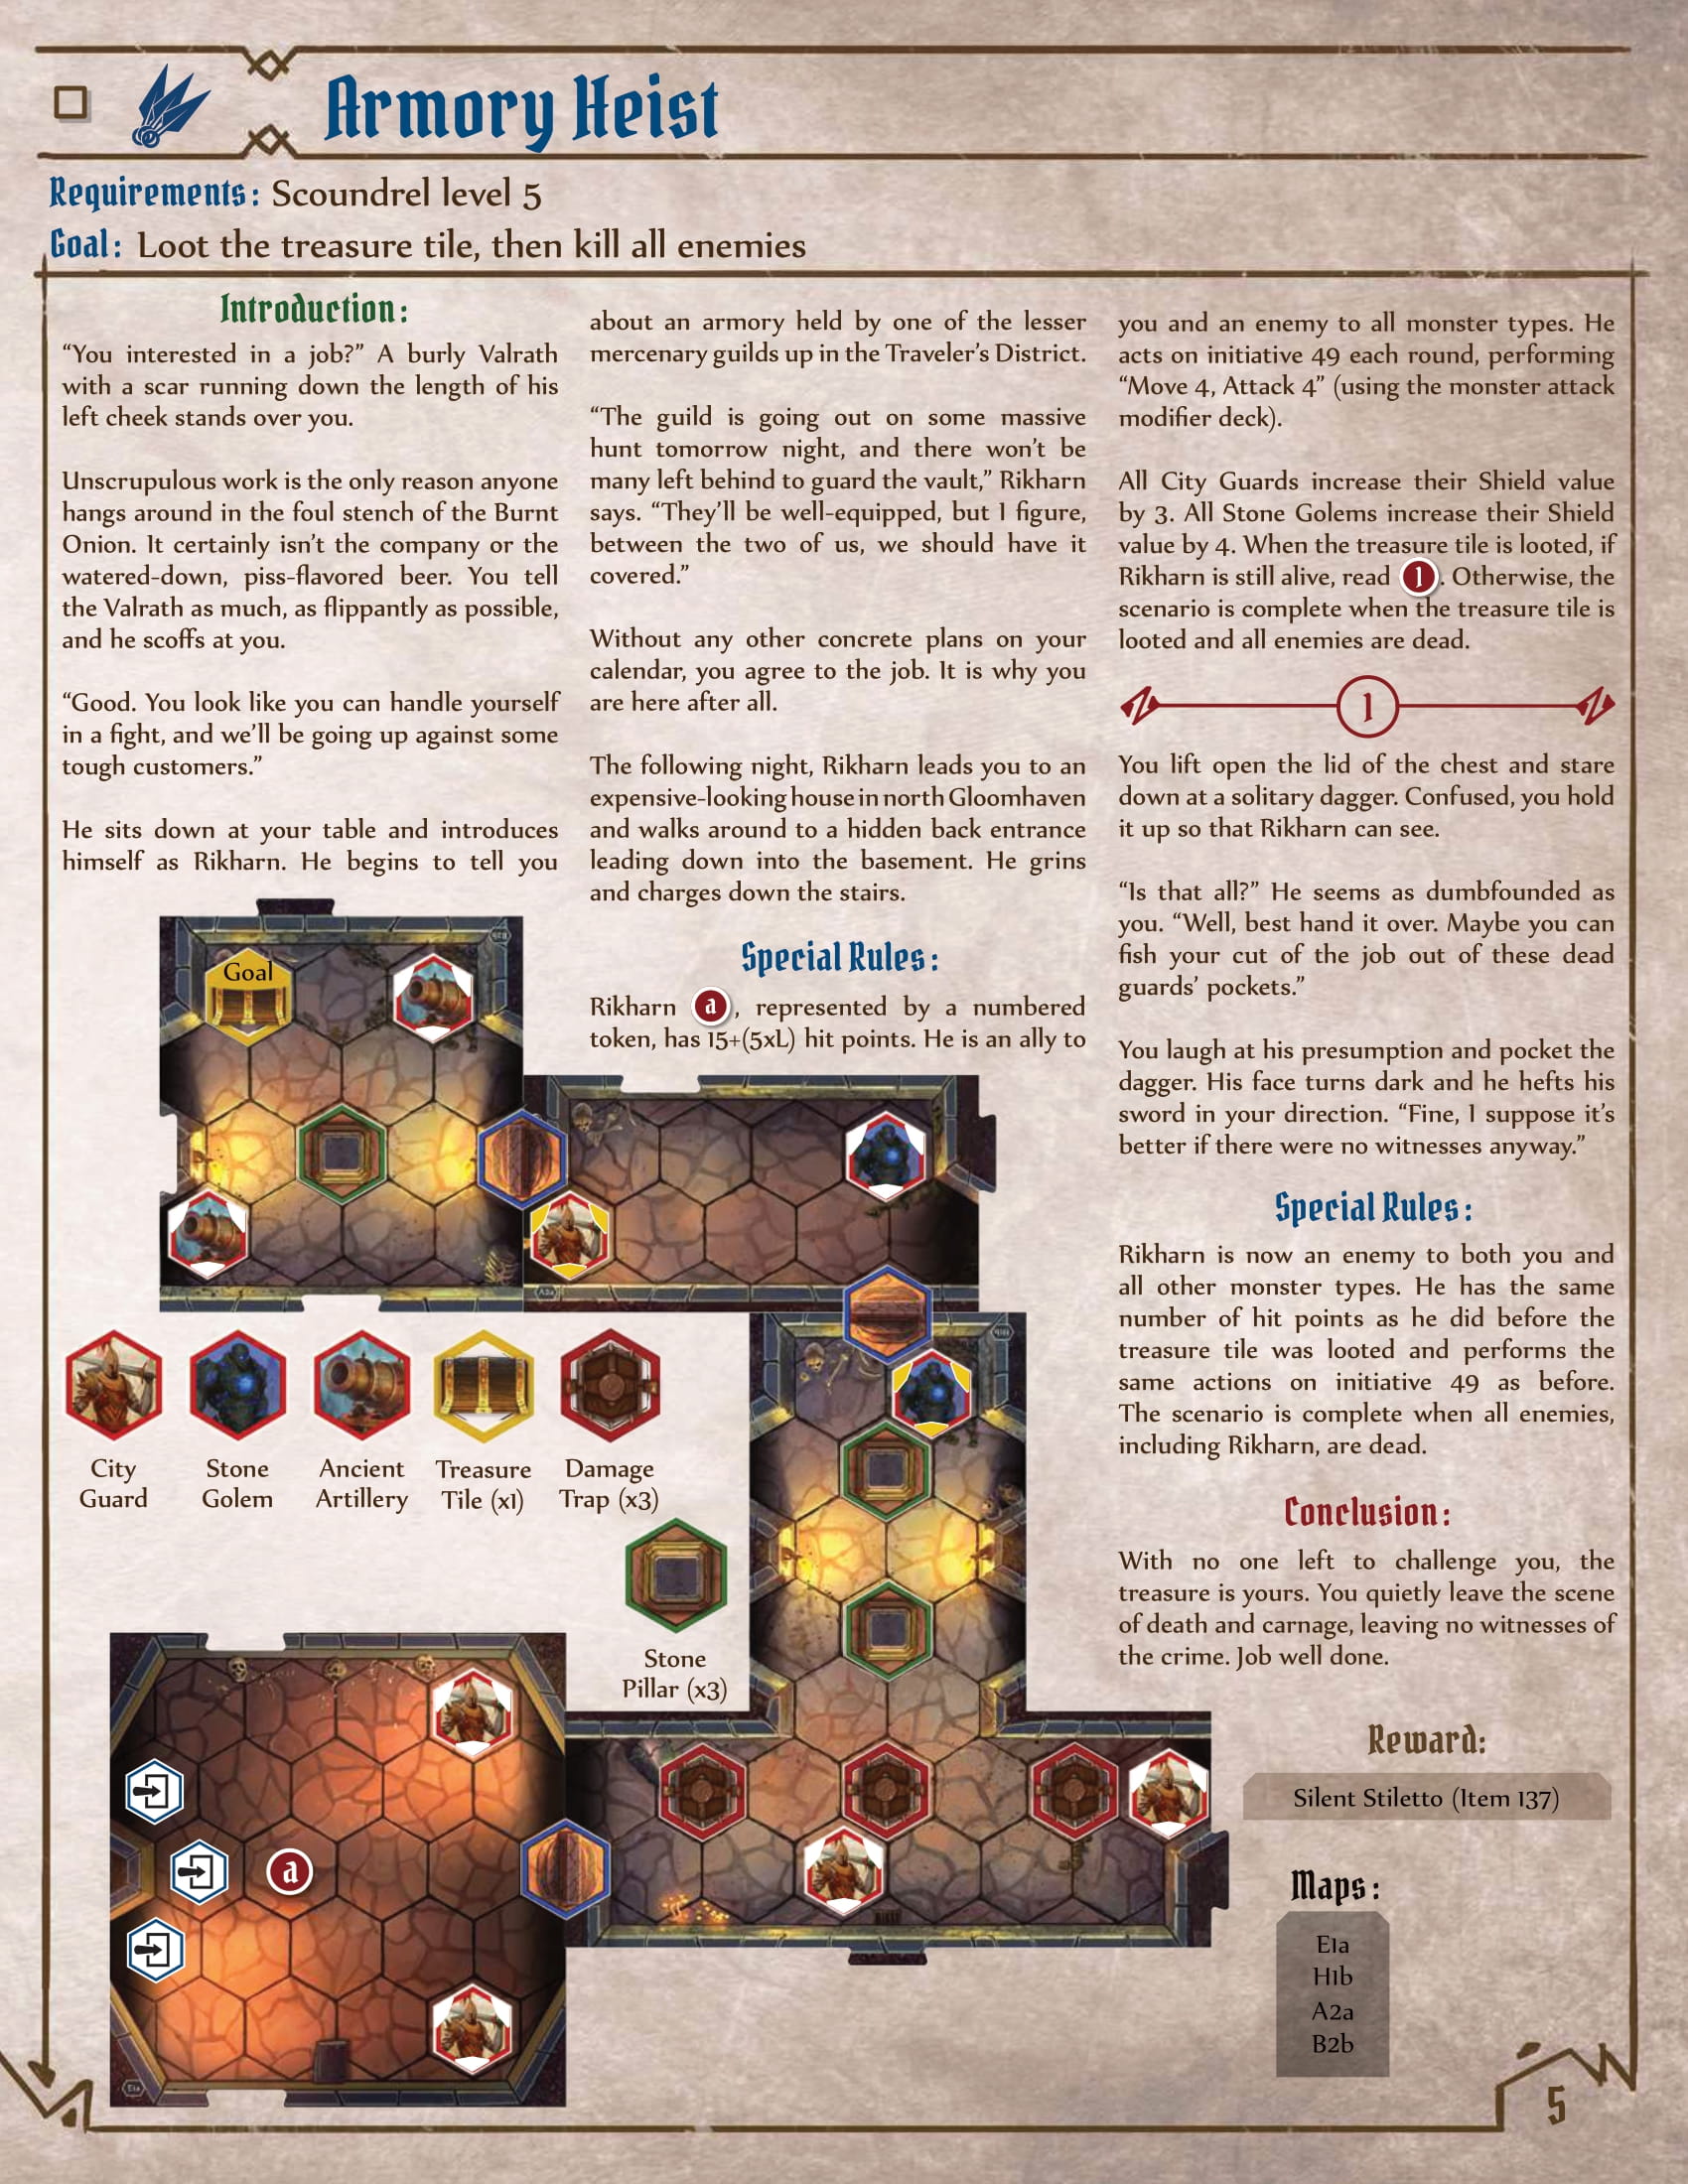 Armory Heist
Requirements: Scoundrel level 5
Goal: Loot the treasure tile, then kill all enemies
Introduction:
“You interested in a job?” A burly Valrath
with a scar running down the length of his
left cheek stands over you.
Unscrupulous work is the only reason anyone
hangs around in the foul stench of the Burnt
Onion. It certainly isn’t the company or the
watered-down, piss-flavored beer. You tell
the Valrath as much, as flippantly as possible,
and he scoffs at you.
“Good. You look like you can handle yourself
in a fight, and we’ll be going up against some
tough customers.”
He sits down at your table and introduces
himself as Rikharn. He begins to tell you
about an armory held by one of the lesser
mercenary guilds up in the Traveler’s District.
“The guild is going out on some massive
hunt tomorrow night, and there won’t be
many left behind to guard the vault,” Rikharn
says. “They’ll be well-equipped, but I figure,
between the two of us, we should have it
covered.”
Without any other concrete plans on your
calendar, you agree to the job. It is why you
are here after all.
The following night, Rikharn leads you to an
expensive-looking house in north Gloomhaven
and walks around to a hidden back entrance
leading down into the basement. He grins
and charges down the stairs.
Special Rules:
Rikharn a, represented by a numbered
token, has 15+(5xL) hit points. He is an ally to
you and an enemy to all monster types. He
acts on initiative 49 each round, performing
“Move 4, Attack 4” (using the monster attack
modifier deck).
All City Guards increase their Shield value
by 3. All Stone Golems increase their Shield
value by 4. When the treasure tile is looted, if
Rikharn is still alive, read 1. Otherwise, the
scenario is complete when the treasure tile is
looted and all enemies are dead.
1
You lift open the lid of the chest and stare
down at a solitary dagger. Confused, you hold
it up so that Rikharn can see.
“Is that all?” He seems as dumbfounded as
you. “Well, best hand it over. Maybe you can
fish your cut of the job out of these dead
guards’ pockets.”
You laugh at his presumption and pocket the
dagger. His face turns dark and he hefts his
sword in your direction. “Fine, I suppose it’s
better if there were no witnesses anyway.”
Special Rules:
Rikharn is now an enemy to both you and
all other monster types. He has the same
number of hit points as he did before the
treasure tile was looted and performs the
same actions on initiative 49 as before.
The scenario is complete when all enemies,
including Rikharn, are dead.
Conclusion:
With no one left to challenge you, the
treasure is yours. You quietly leave the scene
of death and carnage, leaving no witnesses of
the crime. Job well done.
Reward:
Silent Stiletto (Item 137)
Maps:
E1a
H1b
A2a
B2b
B2b
Goal
A2a
H1b
City
Guard
Stone
Golem
Ancient
Artillery
Treasure
Tile (x1)
Damage
Trap (x3)
Stone
Pillar (x3)
a
E1a
5